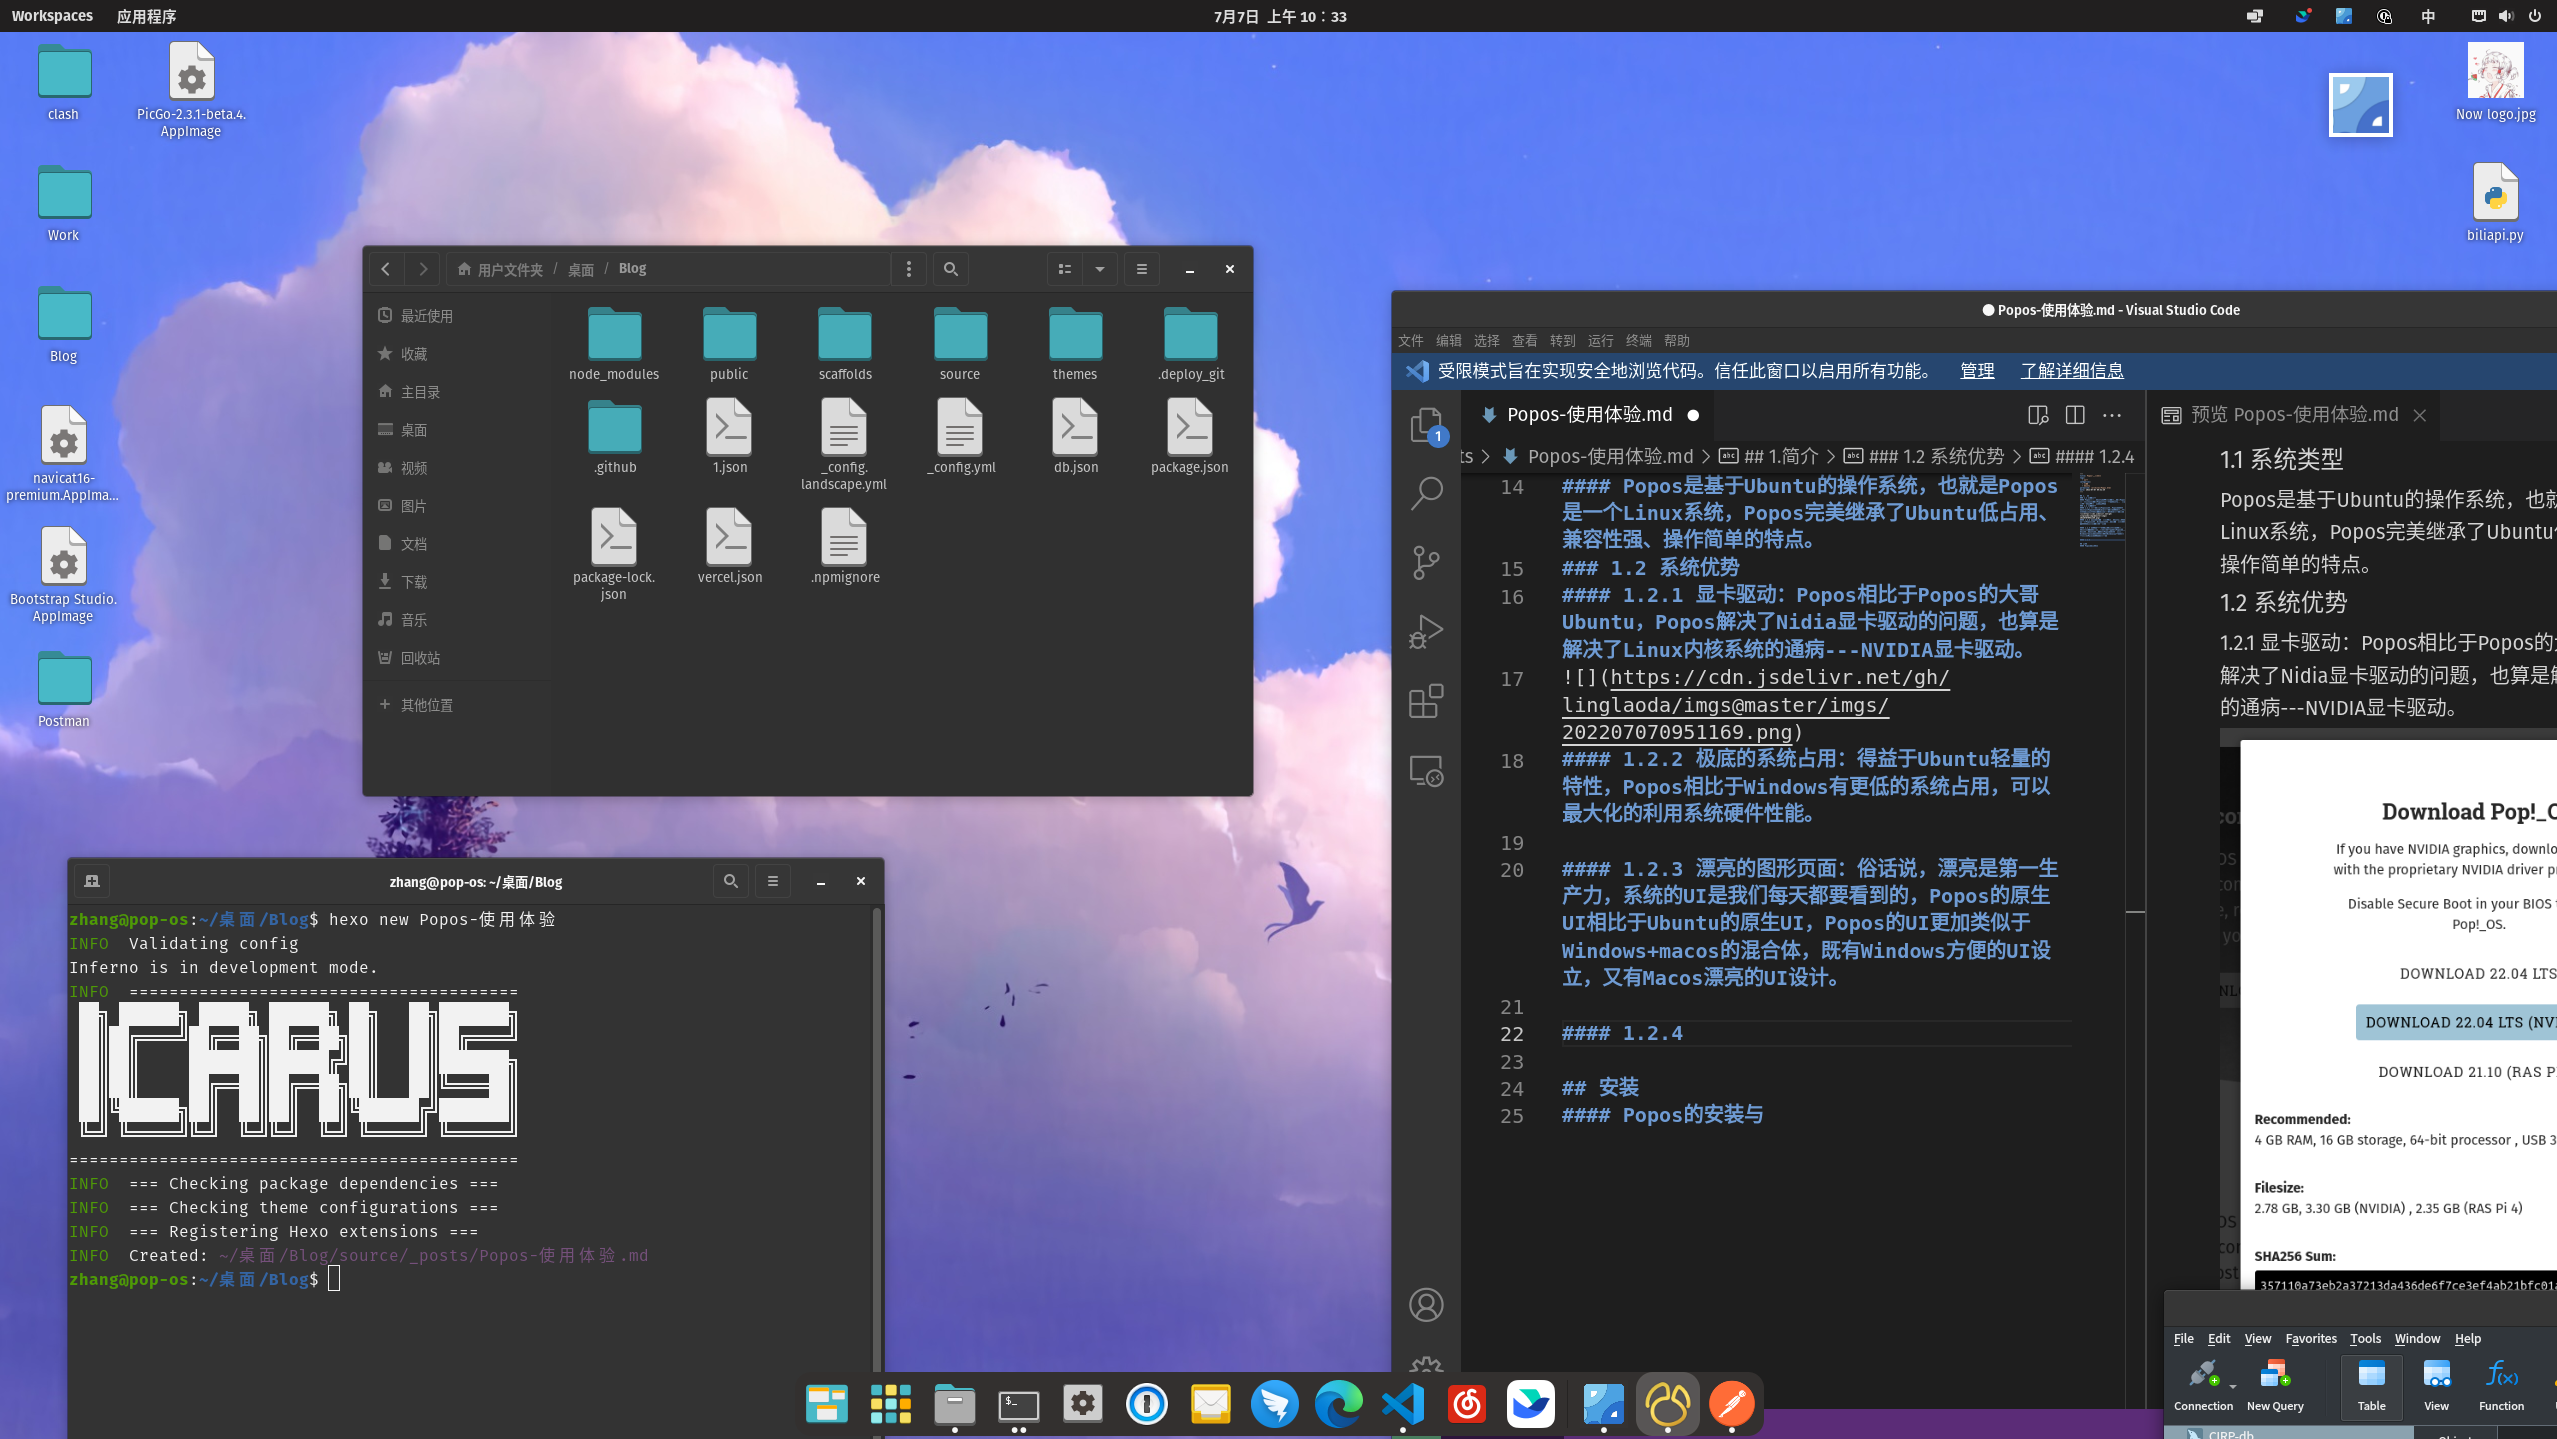 Workspaces 应用程序 7月7日 上午 10：33 中
clash
PicGo-2.3.1-beta.4.
AppImage
Work
Blog
navicat16-
premium.AppIma...
Bootstrap Studio.
AppImage
Postman
Now logo.jpg
biliapi.py
用户文件夹 / 桌面 / Blog
最近使用
收藏
主目录
桌面
视频
图片
文档
下载
音乐
回收站
其他位置
node_modules public scaffolds source themes .deploy_git
.github 1.json _config.
landscape.yml _config.yml db.json package.json
package-lock.
json vercel.json .npmignore
zhang@pop-os: ~/桌面/Blog
zhang@pop-os:~/桌面/Blog$ hexo new Popos-使用体验
INFO Validating config
Inferno is in development mode.
INFO =======================================
ICARUS
=============================================
INFO === Checking package dependencies ===
INFO === Checking theme configurations ===
INFO === Registering Hexo extensions ===
INFO Created: ~/桌面/Blog/source/_posts/Popos-使用体验.md
zhang@pop-os:~/桌面/Blog$
● Popos-使用体验.md - Visual Studio Code
文件 编辑 选择 查看 转到 运行 终端 帮助
受限模式旨在实现安全地浏览代码。信任此窗口以启用所有功能。 管理 了解详细信息
1
Popos-使用体验.md ●
ts > Popos-使用体验.md > ## 1.简介 > ### 1.2 系统优势 > #### 1.2.4
14 #### Popos是基于Ubuntu的操作系统，也就是Popos
是一个Linux系统，Popos完美继承了Ubuntu低占用、
兼容性强、操作简单的特点。
15 ### 1.2 系统优势
16 #### 1.2.1 显卡驱动：Popos相比于Popos的大哥
Ubuntu，Popos解决了Nidia显卡驱动的问题，也算是
解决了Linux内核系统的通病---NVIDIA显卡驱动。
17 ![](https://cdn.jsdelivr.net/gh/
linglaoda/imgs@master/imgs/
202207070951169.png)
18 #### 1.2.2 极底的系统占用：得益于Ubuntu轻量的
特性，Popos相比于Windows有更低的系统占用，可以
最大化的利用系统硬件性能。
19
20 #### 1.2.3 漂亮的图形页面：俗话说，漂亮是第一生
产力，系统的UI是我们每天都要看到的，Popos的原生
UI相比于Ubuntu的原生UI，Popos的UI更加类似于
Windows+macos的混合体，既有Windows方便的UI设
立，又有Macos漂亮的UI设计。
21
22 #### 1.2.4
23
24 ## 安装
25 #### Popos的安装与
预览 Popos-使用体验.md
1.1 系统类型
Popos是基于Ubuntu的操作系统，也
Linux系统，Popos完美继承了Ubuntu
操作简单的特点。
1.2 系统优势
1.2.1 显卡驱动：Popos相比于Popos的
解决了Nidia显卡驱动的问题，也算是
的通病---NVIDIA显卡驱动。
Download Pop!_O
If you have NVIDIA graphics, downlo
with the proprietary NVIDIA driver p
Disable Secure Boot in your BIOS
Pop!_OS.
DOWNLOAD 22.04 LTS
DOWNLOAD 22.04 LTS (NV
DOWNLOAD 21.10 (RAS P
Recommended:
4 GB RAM, 16 GB storage, 64-bit processor , USB 3
Filesize:
2.78 GB, 3.30 GB (NVIDIA) , 2.35 GB (RAS Pi 4)
SHA256 Sum:
357110a73eb2a37213da436de6f7ce3ef4ab21bfc01
File Edit View Favorites Tools Window Help
Connection New Query Table View Function
CIRP-db